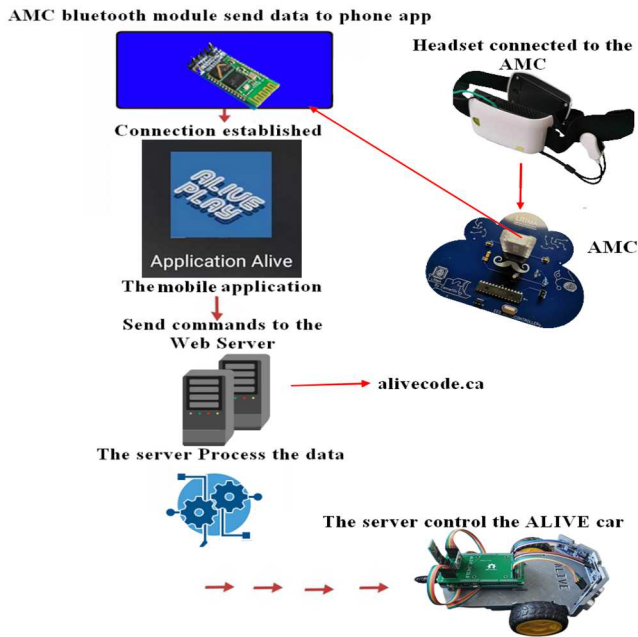 AMC bluetooth module send data to phone app
Headset connected to the
AMC
Connection established
ALIVE
PLAY
Application Alive
AMC
The mobile application
Send commands to the
Web Server
alivecode.ca
The server Process the data
The server control the ALIVE car
ALIVE